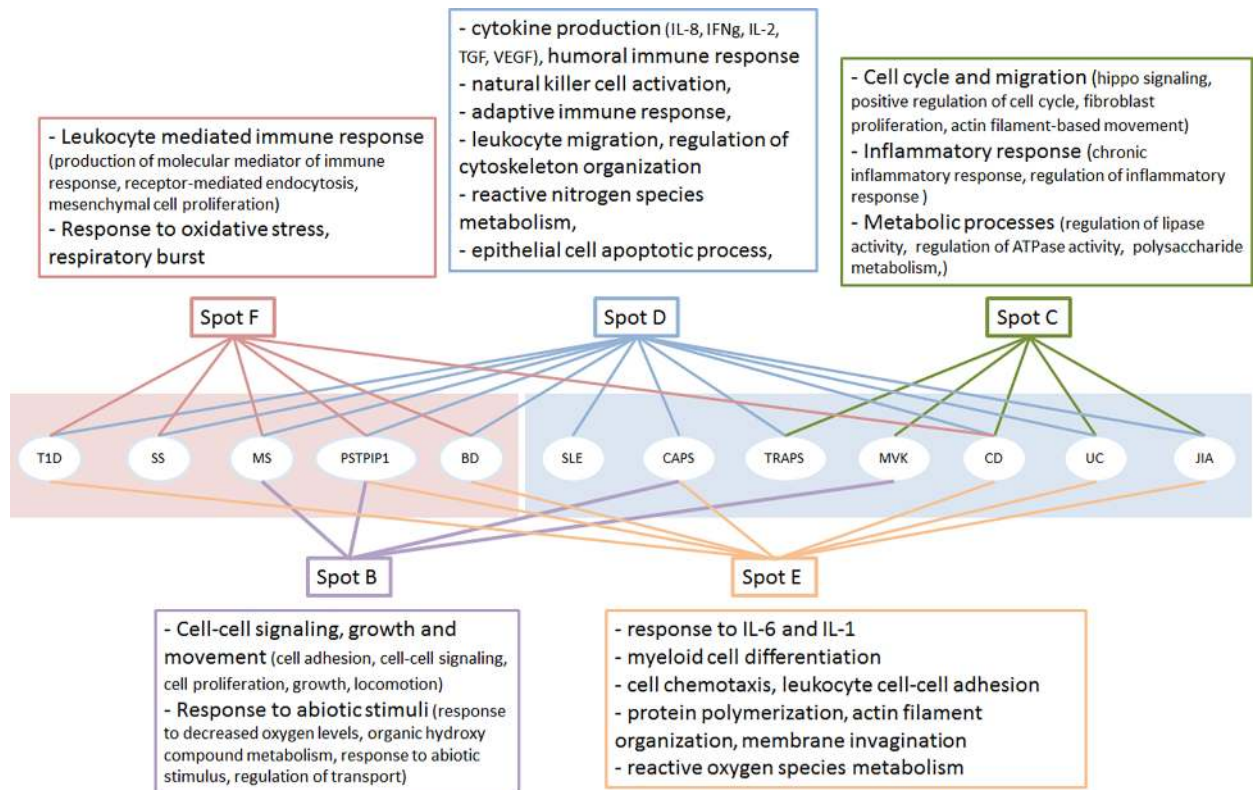 - Leukocyte mediated immune response
(production of molecular mediator of immune
response, receptor-mediated endocytosis,
mesenchymal cell proliferation)
- Response to oxidative stress,
respiratory burst
- cytokine production (IL-8, IFNg, IL-2,
TGF, VEGF), humoral immune response
- natural killer cell activation,
- adaptive immune response,
- leukocyte migration, regulation of
cytoskeleton organization
- reactive nitrogen species
metabolism,
- epithelial cell apoptotic process,
- Cell cycle and migration (hippo signaling,
positive regulation of cell cycle, fibroblast
proliferation, actin filament-based movement)
- Inflammatory response (chronic
inflammatory response, regulation of inflammatory
response )
- Metabolic processes (regulation of lipase
activity, regulation of ATPase activity, polysaccharide
metabolism,)
Spot F
Spot D
Spot C
T1D
SS
MS
PSTPIP1
BD
SLE
CAPS
TRAPS
MVK
CD
UC
JIA
Spot B
Spot E
- Cell-cell signaling, growth and
movement (cell adhesion, cell-cell signaling,
cell proliferation, growth, locomotion)
- Response to abiotic stimuli (response
to decreased oxygen levels, organic hydroxy
compound metabolism, response to abiotic
stimulus, regulation of transport)
- response to IL-6 and IL-1
- myeloid cell differentiation
- cell chemotaxis, leukocyte cell-cell adhesion
- protein polymerization, actin filament
organization, membrane invagination
- reactive oxygen species metabolism